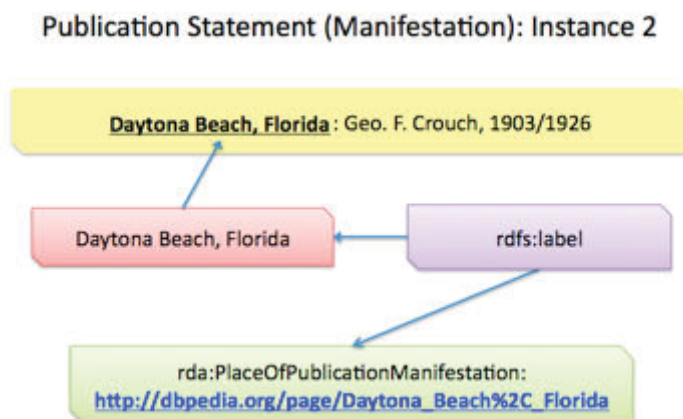 Publication Statement (Manifestation): Instance 2
Daytona Beach, Florida : Geo. F. Crouch, 1903/1926
Daytona Beach, Florida
rdfs:label
rda:PlaceOfPublicationManifestation:
http://dbpedia.org/page/Daytona_Beach%2C_Florida